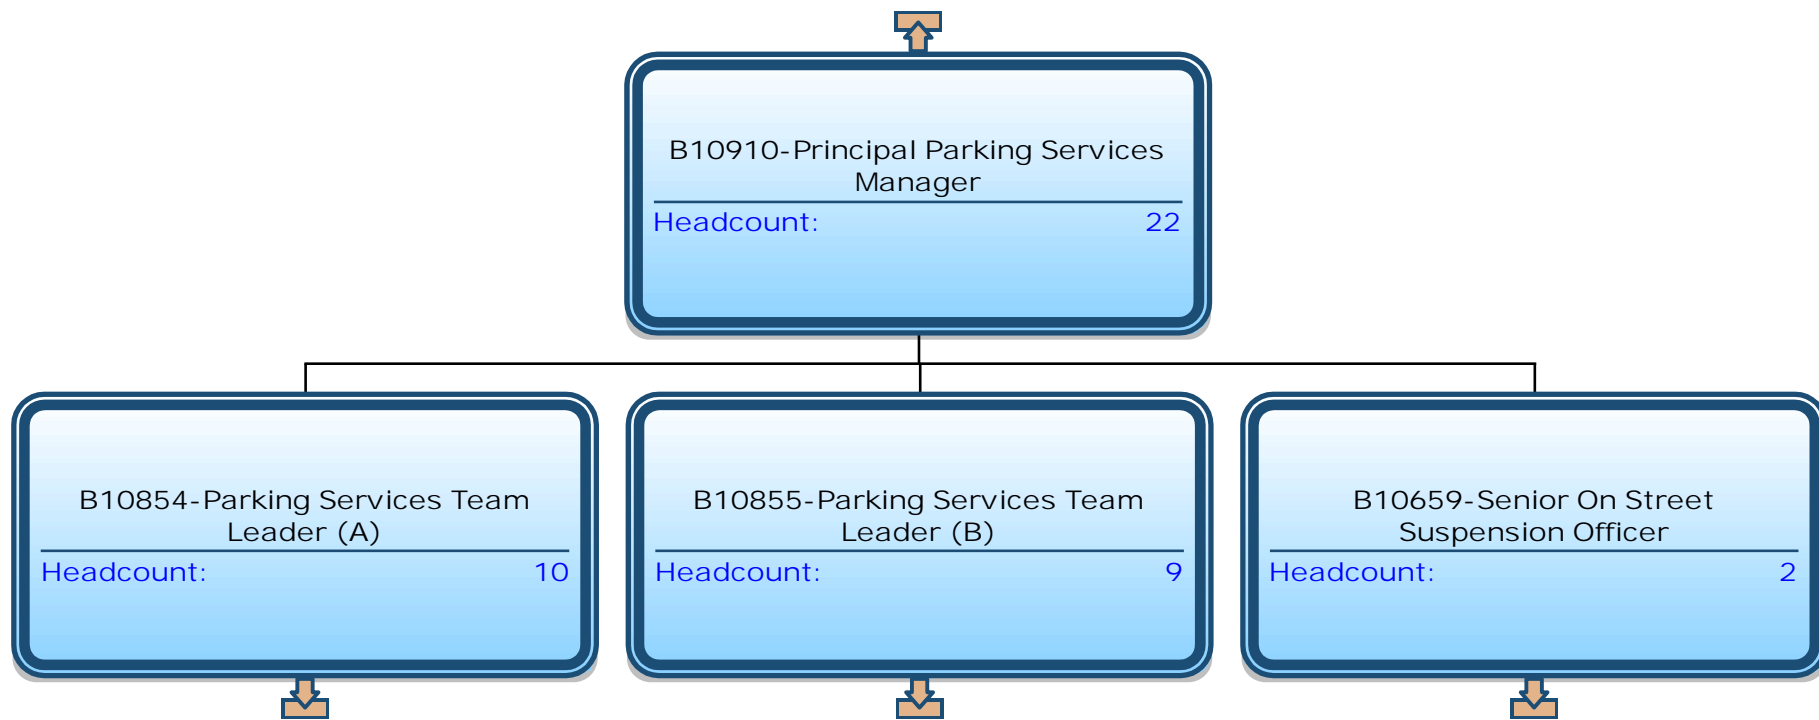 B10910-Principal Parking Services
Manager
Headcount: 22
B10854-Parking Services Team
Leader (A)
Headcount: 10
B10855-Parking Services Team
Leader (B)
Headcount: 9
B10659-Senior On Street
Suspension Officer
Headcount: 2